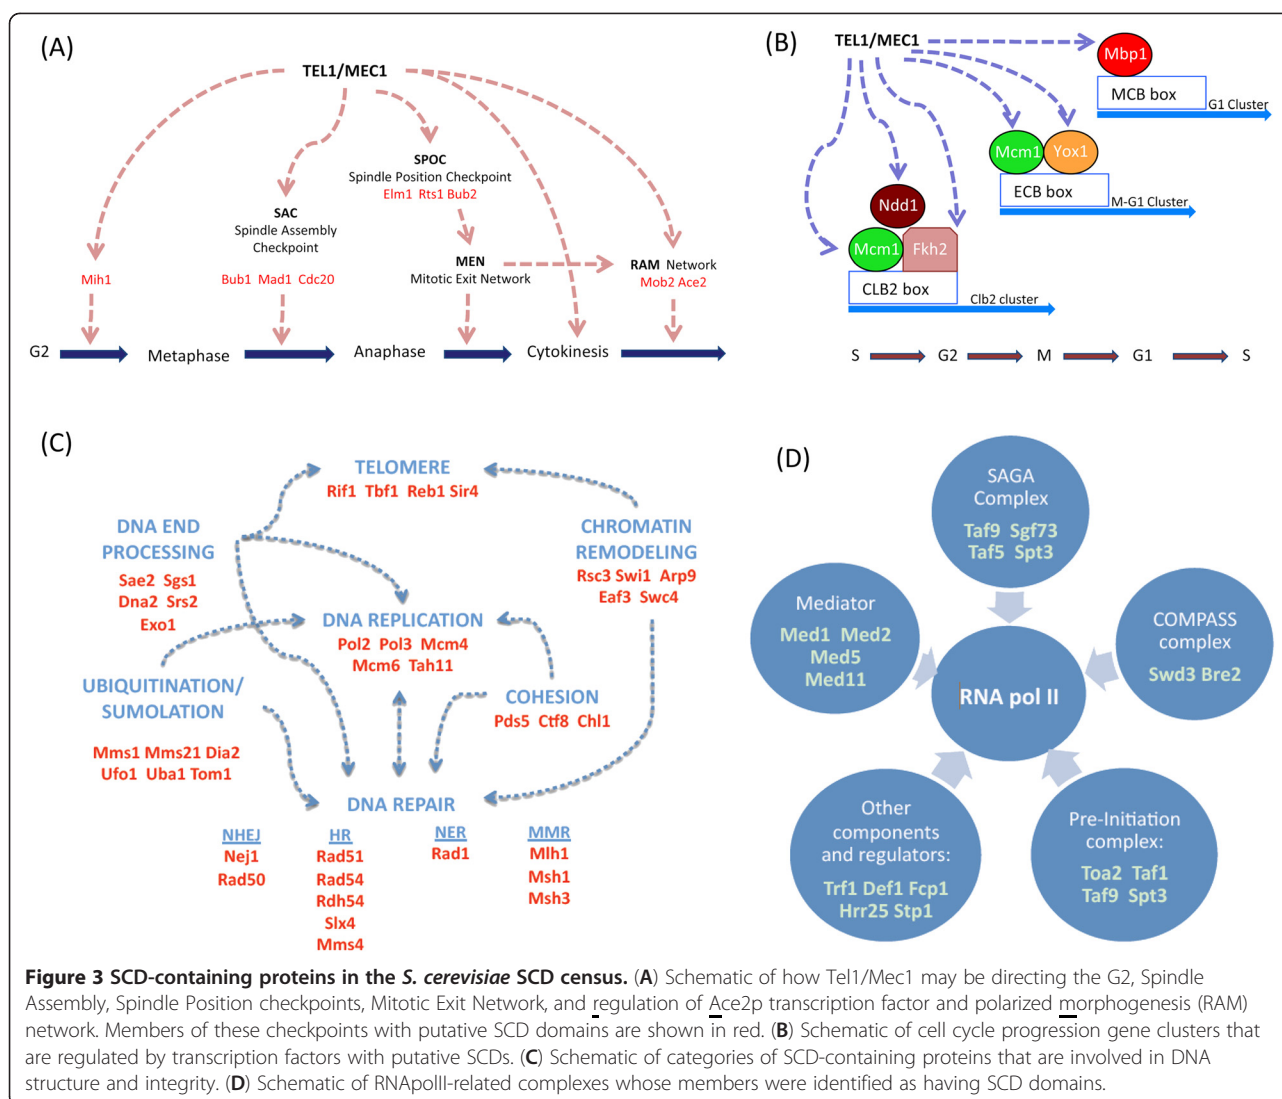 (A)
TEL1/MEC1
SPOC
Spindle Position Checkpoint
Elm1 Rts1 Bub2
SAC
Spindle Assembly
Checkpoint
MEN
Mitotic Exit Network
RAM Network
Mob2 Ace2
Mih1
Bub1 Mad1 Cdc20
G2
Metaphase
Anaphase
Cytokinesis
(B)
TEL1/MEC1
Mbp1
MCB box
G1 Cluster
Mcm1
Yox1
ECB box
M-G1 Cluster
Ndd1
Mcm1
Fkh2
CLB2 box
Clb2 cluster
S
G2
M
G1
S
(C)
TELOMERE
Rif1 Tbf1 Reb1 Sir4
DNA END
PROCESSING
Sae2 Sgs1
Dna2 Srs2
Exo1
CHROMATIN
REMODELING
Rsc3 Swi1 Arp9
Eaf3 Swc4
DNA REPLICATION
Pol2 Pol3 Mcm4
Mcm6 Tah11
UBIQUITINATION/
SUMOLATION
Mms1 Mms21 Dia2
Ufo1 Uba1 Tom1
COHESION
Pds5 Ctf8 Chl1
DNA REPAIR
NHEJ
Nej1
Rad50
HR
Rad51
Rad54
Rdh54
Slx4
Mms4
NER
Rad1
MMR
Mlh1
Msh1
Msh3
(D)
SAGA
Complex
Taf9 Sgf73
Taf5 Spt3
Mediator
Med1 Med2
Med5
Med11
COMPASS
complex
Swd3 Bre2
RNA pol II
Other
components
and regulators:
Trf1 Def1 Fcp1
Hrr25 Stp1
Pre-Initiation
complex:
Toa2 Taf1
Taf9 Spt3
Figure 3 SCD-containing proteins in the S. cerevisiae SCD census. (A) Schematic of how Tel1/Mec1 may be directing the G2, Spindle
Assembly, Spindle Position checkpoints, Mitotic Exit Network, and regulation of Ace2p transcription factor and polarized morphogenesis (RAM)
network. Members of these checkpoints with putative SCD domains are shown in red. (B) Schematic of cell cycle progression gene clusters that
are regulated by transcription factors with putative SCDs. (C) Schematic of categories of SCD-containing proteins that are involved in DNA
structure and integrity. (D) Schematic of RNApolII-related complexes whose members were identified as having SCD domains.